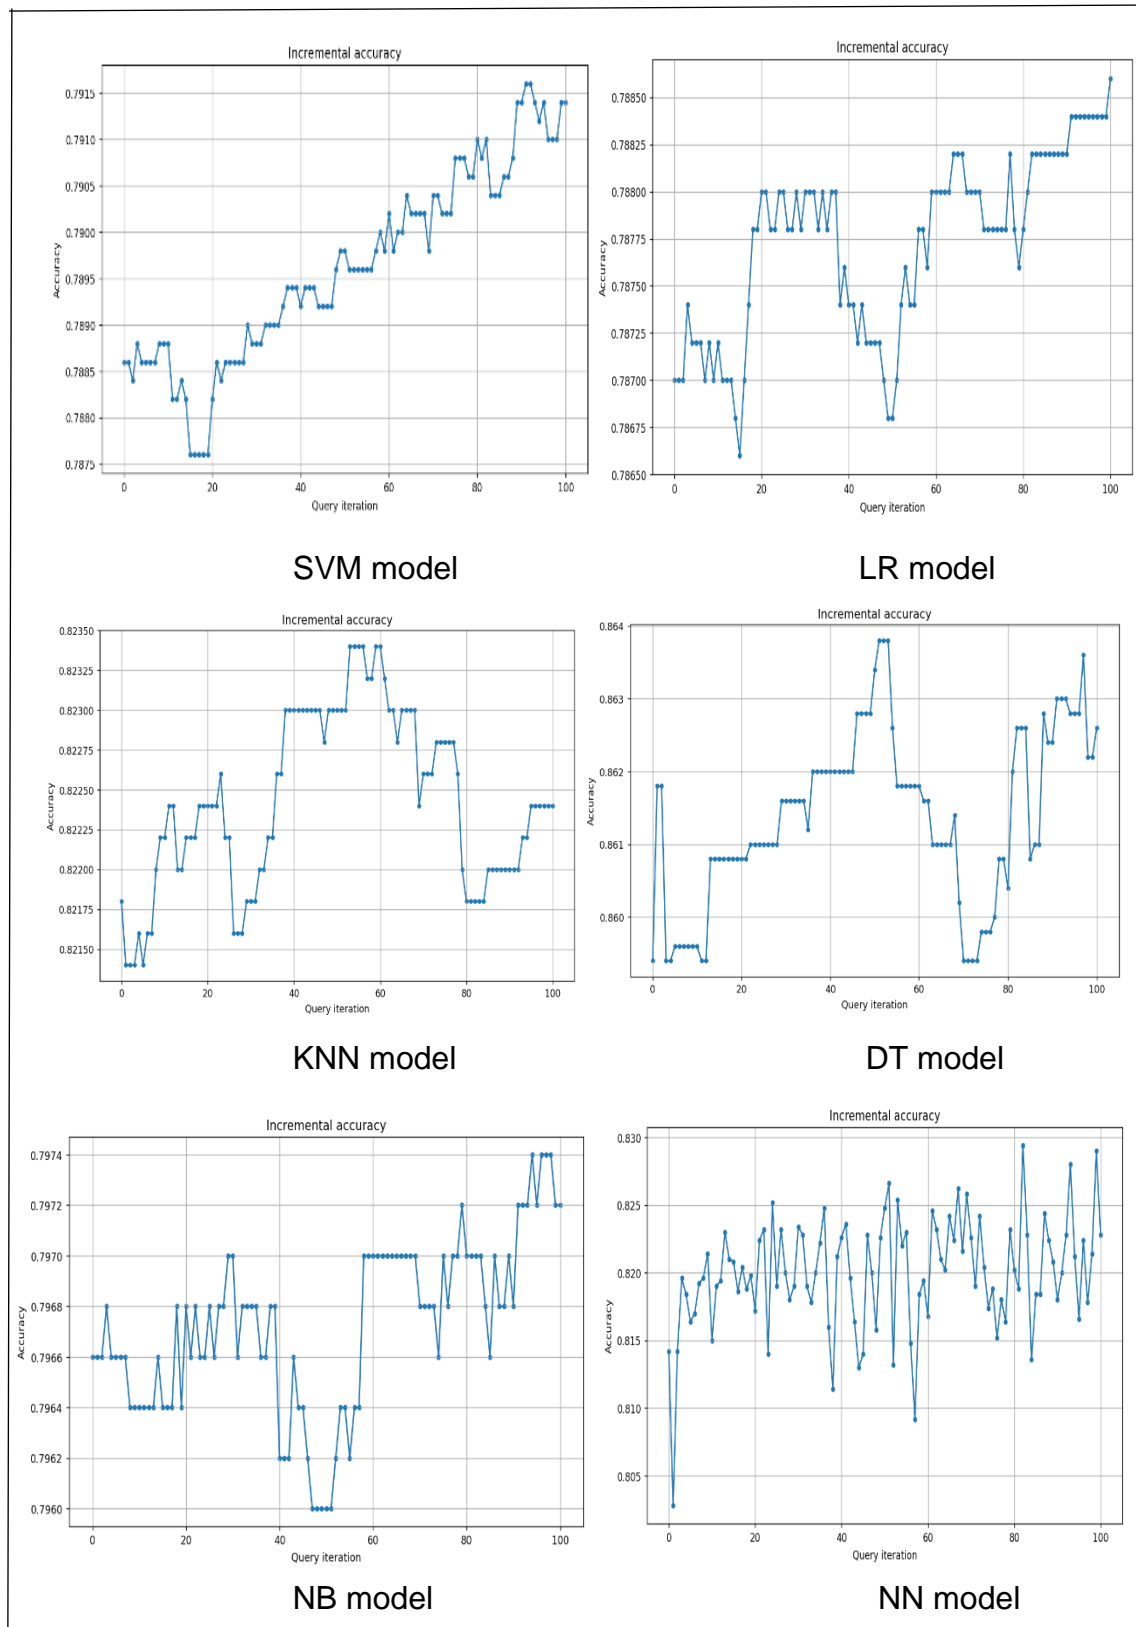 Incremental accuracy
0.7915
0.7910
0.7905
0.7900
0.7895
0.7890
0.7885
0.7880
0.7875
Accuracy
0 20 40 60 80 100
Query iteration
SVM model
Incremental accuracy
0.78850
0.78825
0.78800
0.78775
0.78750
0.78725
0.78700
0.78675
0.78650
Accuracy
0 20 40 60 80 100
Query iteration
LR model
Incremental accuracy
0.82350
0.82325
0.82300
0.82275
0.82250
0.82225
0.82200
0.82175
0.82150
Accuracy
0 20 40 60 80 100
Query iteration
KNN model
Incremental accuracy
0.864
0.863
0.862
0.861
0.860
Accuracy
0 20 40 60 80 100
Query iteration
DT model
Incremental accuracy
0.7974
0.7972
0.7970
0.7968
0.7966
0.7964
0.7962
0.7960
Accuracy
0 20 40 60 80 100
Query iteration
NB model
Incremental accuracy
0.830
0.825
0.820
0.815
0.810
0.805
Accuracy
0 20 40 60 80 100
Query iteration
NN model